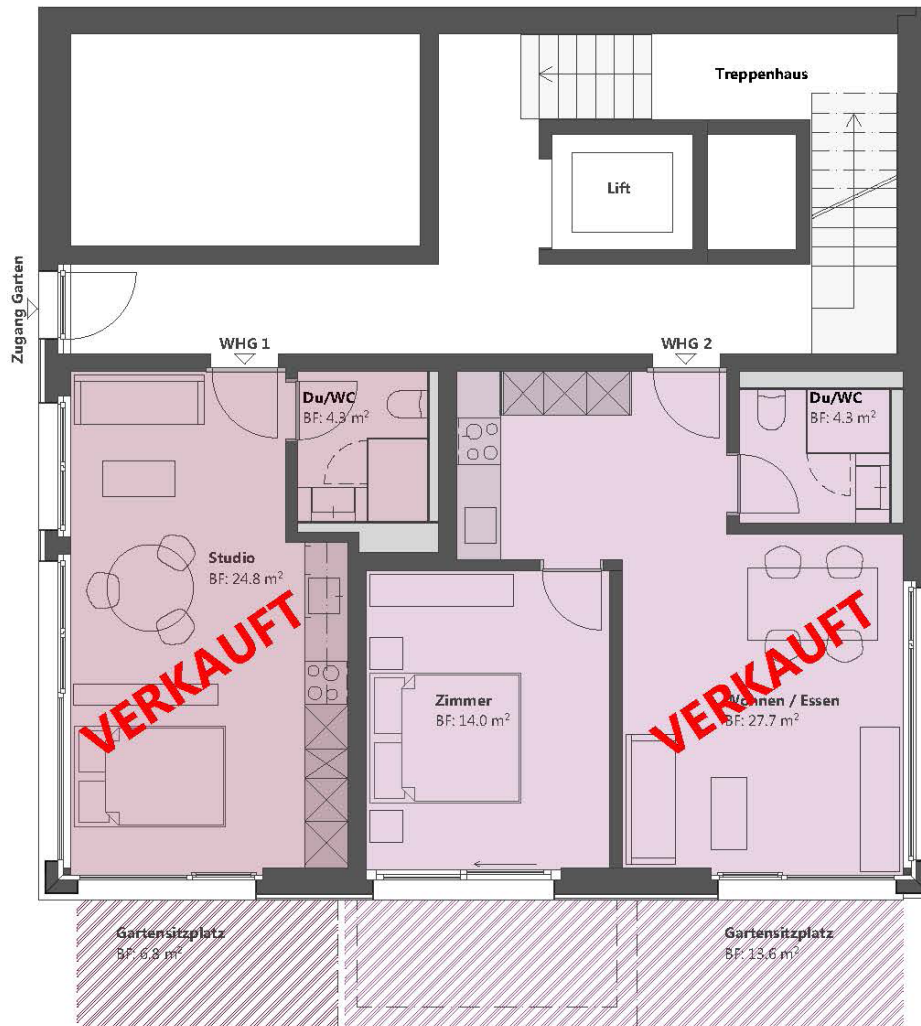 Treppenhaus
Lift
Zugang Garten
WHG 1
WHG 2
Du/WC
BF: 4.3 m²
Du/WC
BF: 4.3 m²
Studio
BF: 24.8 m²
VERKAUFT
Zimmer
BF: 14.0 m²
Wohnen / Essen
BF: 27.7 m²
VERKAUFT
Gartensitzplatz
BF: 6.8 m²
Gartensitzplatz
BF: 13.6 m²